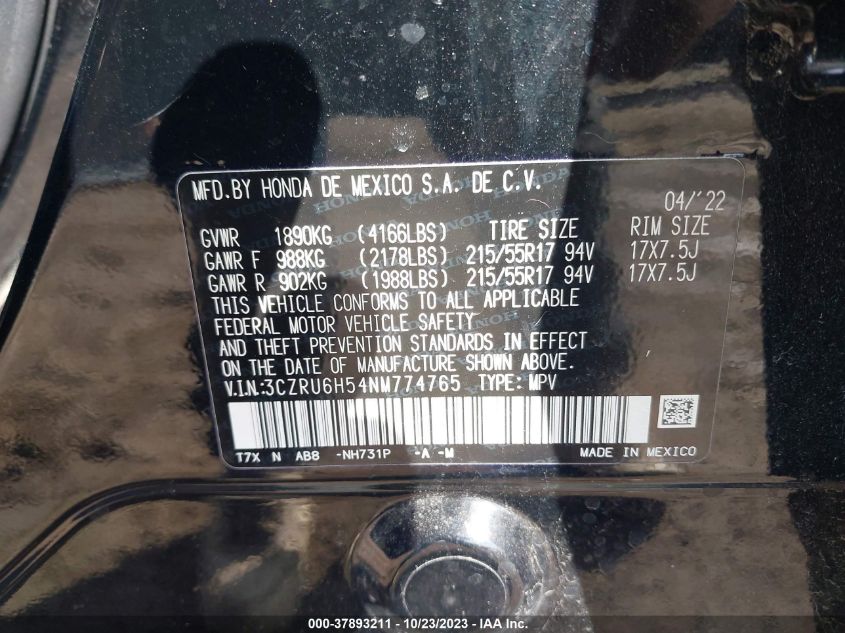 MFD.BY HONDA DE MEXICO S.A. DE C.V.
04/'22
GVWR 1890KG (4166LBS) TIRE SIZE RIM SIZE
GAWR F 988KG (2178LBS) 215/55R17 94V 17X7.5J
GAWR R 902KG (1988LBS) 215/55R17 94V 17X7.5J
THIS VEHICLE CONFORMS TO ALL APPLICABLE
FEDERAL MOTOR VEHICLE SAFETY
AND THEFT PREVENTION STANDARDS IN EFFECT
ON THE DATE OF MANUFACTURE SHOWN ABOVE.
V.I.N.:3CZRU6H54NM774765 TYPE: MPV
T7X N AB8 -NH731P -A -M MADE IN MEXICO
000-37893211 - 10/23/2023 - IAA Inc.